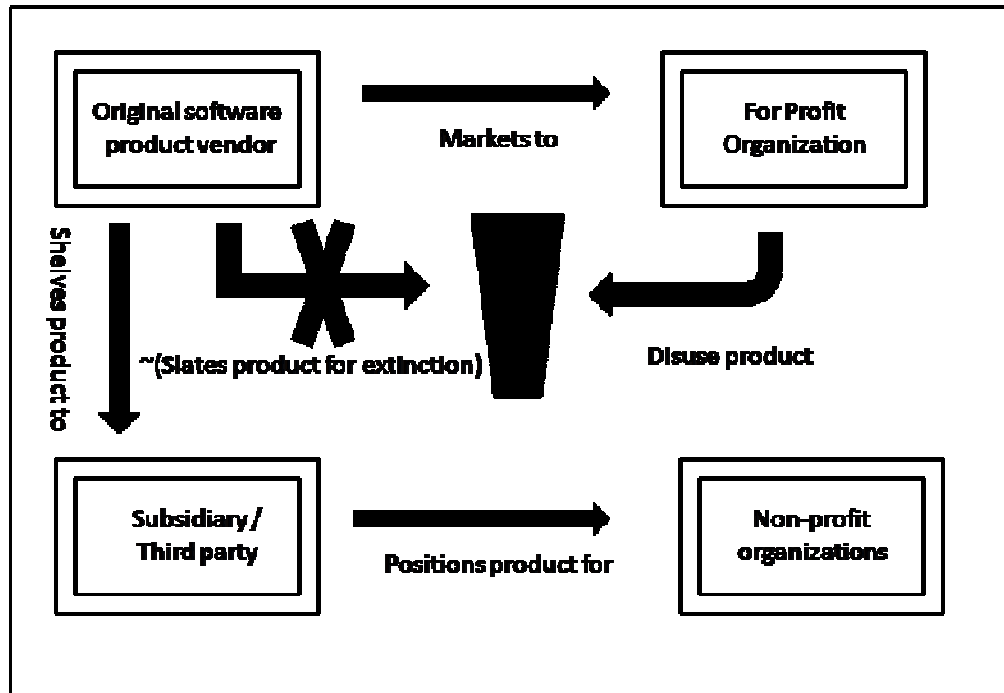 Original software
product vendor
Markets to
For Profit
Organization
Shelves product to
~(Slates product for extinction)
Disuse product
Subsidiary /
Third party
Positions product for
Non-profit
organizations